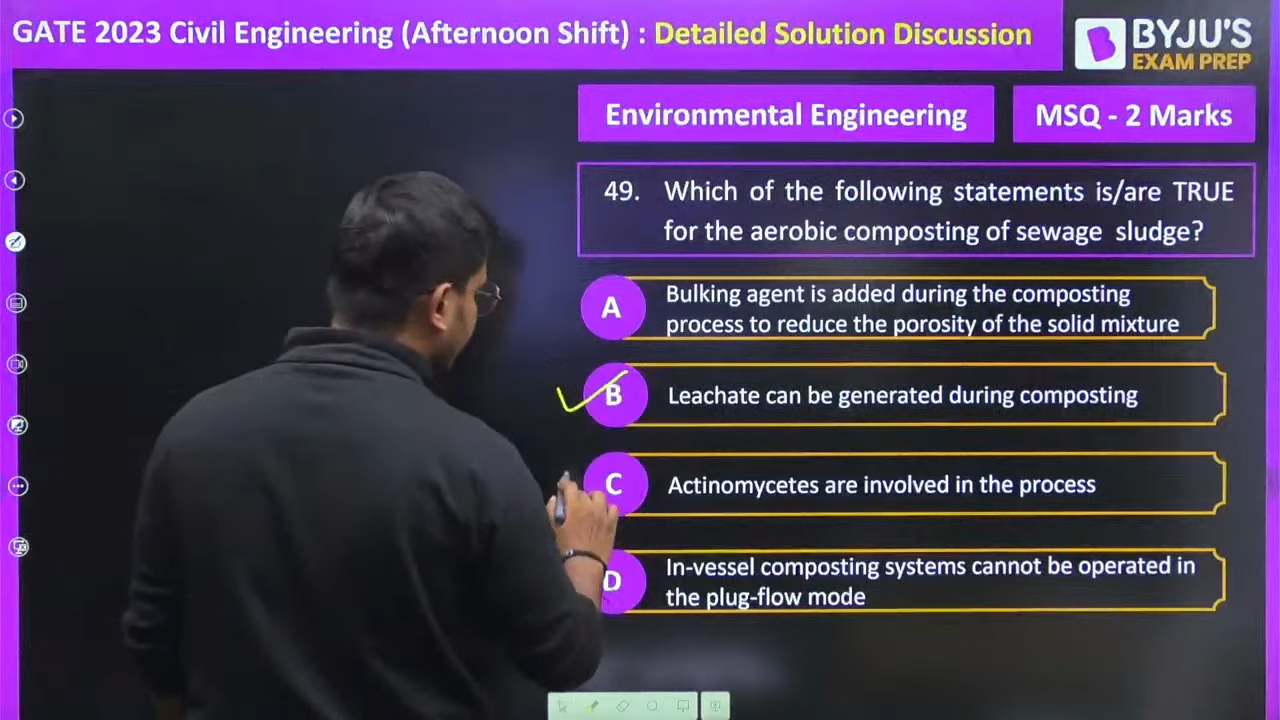 GATE 2023 Civil Engineering (Afternoon Shift) : Detailed Solution Discussion
BYJU'S
EXAM PREP
Environmental Engineering
MSQ - 2 Marks
49. Which of the following statements is/are TRUE
for the aerobic composting of sewage sludge?
A
Bulking agent is added during the composting
process to reduce the porosity of the solid mixture
B
Leachate can be generated during composting
C
Actinomycetes are involved in the process
D
In-vessel composting systems cannot be operated in
the plug-flow mode